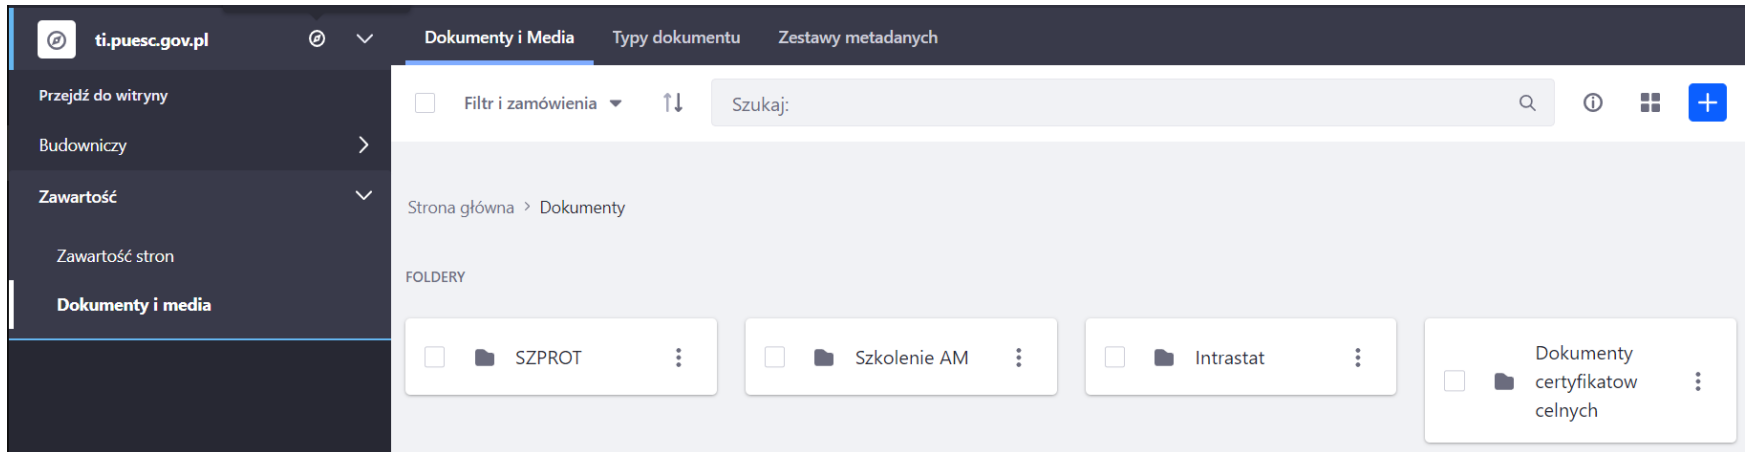 ti.puesc.gov.pl
Dokumenty i Media Typy dokumentu Zestawy metadanych
Przejdź do witryny
Budowniczy
Zawartość
Zawartość stron
Dokumenty i media
Filtr i zamówienia
Szukaj:
Strona główna > Dokumenty
FOLDERY
SZPROT
Szkolenie AM
Intrastat
Dokumenty
certyfikatow
celnych